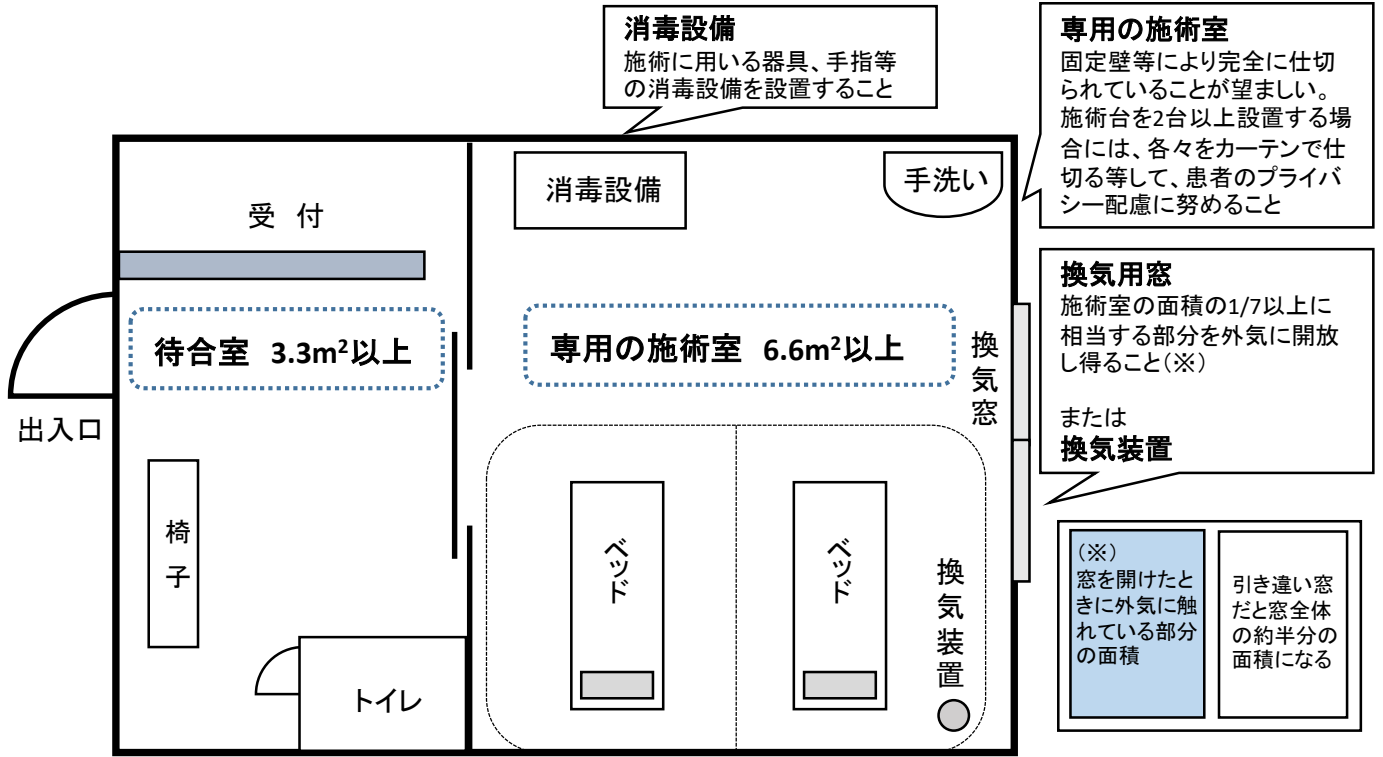 消毒設備
施術に用いる器具、手指等
の消毒設備を設置すること
専用の施術室
固定壁等により完全に仕切
られていることが望ましい。
施術台を2台以上設置する場
合には、各々をカーテンで仕
切る等して、患者のプライバ
シー配慮に努めること
受 付
消毒設備
手洗い
換気用窓
施術室の面積の1/7以上に
相当する部分を外気に開放
し得ること(※)
または
換気装置
待合室 3.3m²以上
専用の施術室 6.6m²以上
換気窓
出入口
椅子
ベッド
ベッド
換気装置
トイレ
(※)
窓を開けたと
きに外気に触
れている部分
の面積
引き違い窓
だと窓全体
の約半分の
面積になる